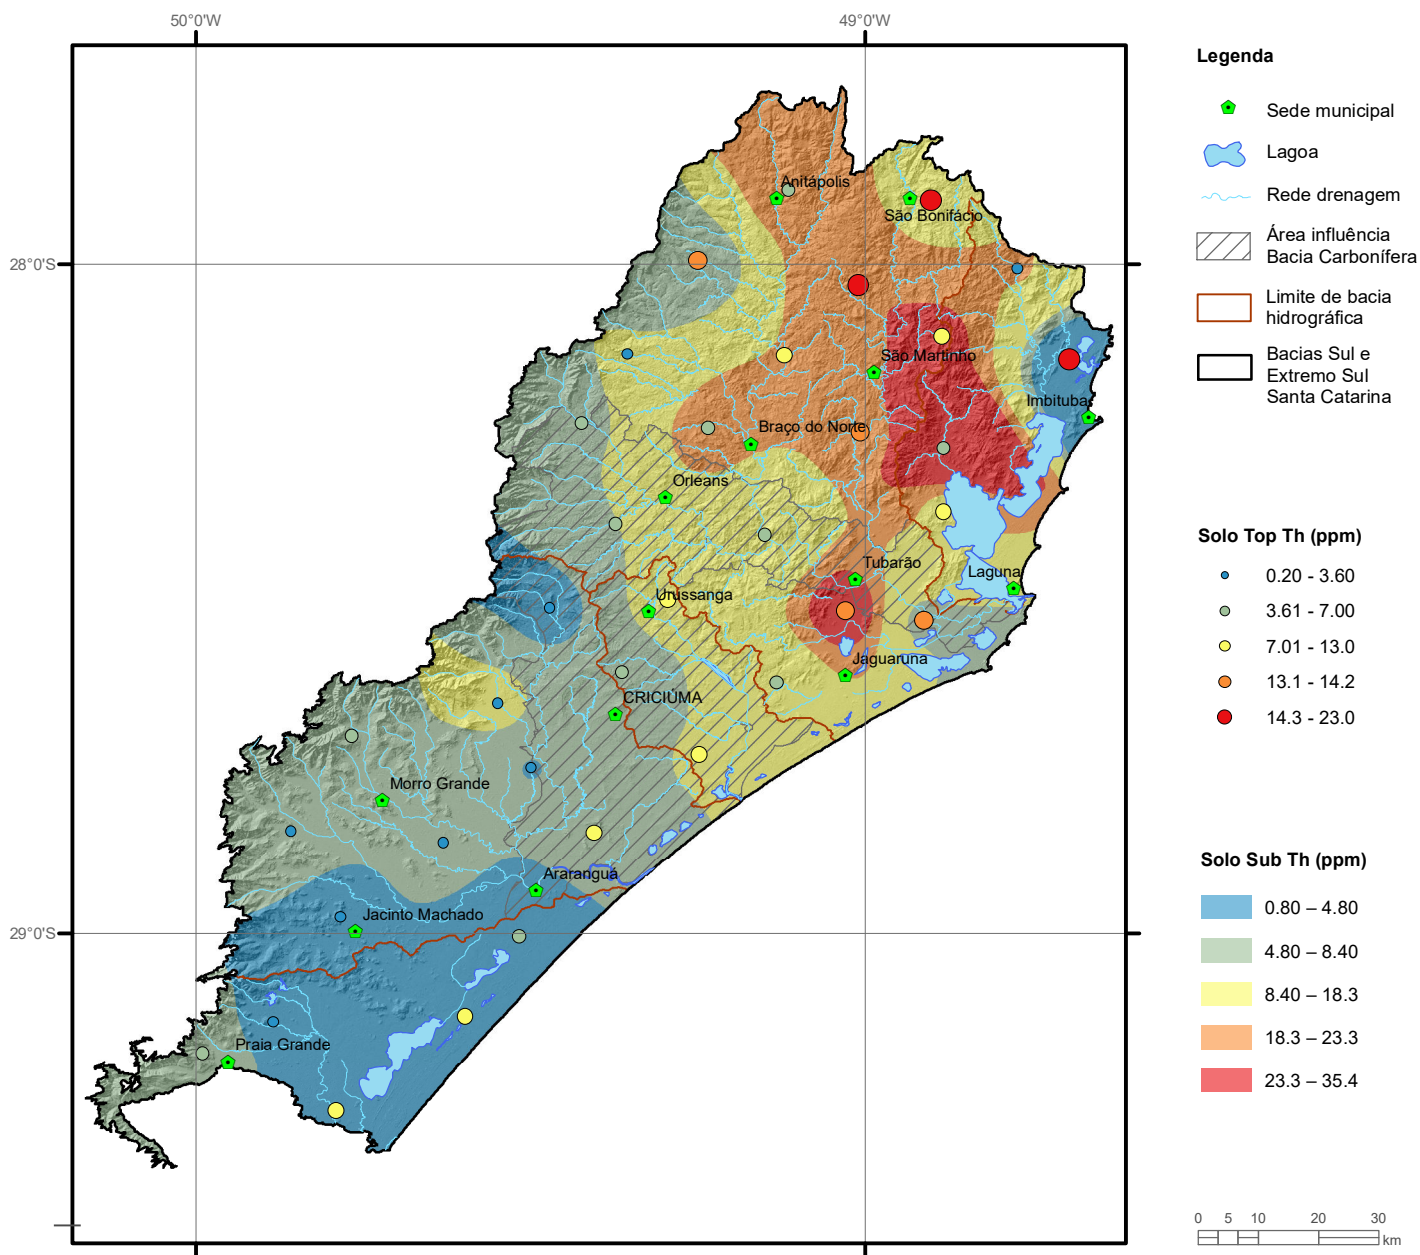 50°0'W
49°0'W
28°0'S
29°0'S
Anitápolis
São Bonifácio
São Martinho
Imbituba
Braço do Norte
Orleans
Tubarão
Laguna
Urussanga
Jaguaruna
CRICIÚMA
Morro Grande
Araranguá
Jacinto Machado
Praia Grande
Legenda
Sede municipal
Lagoa
Rede drenagem
Área influência
Bacia Carbonífera
Limite de bacia
hidrográfica
Bacias Sul e
Extremo Sul
Santa Catarina
Solo Top Th (ppm)
0.20 - 3.60
3.61 - 7.00
7.01 - 13.0
13.1 - 14.2
14.3 - 23.0
Solo Sub Th (ppm)
0.80 – 4.80
4.80 – 8.40
8.40 – 18.3
18.3 – 23.3
23.3 – 35.4
0 5 10 20 30
km